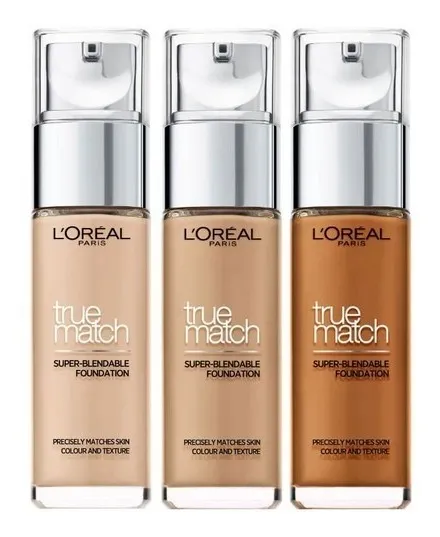 L'ORÉAL
PARIS
true
match
SUPER-BLENDABLE
FOUNDATION
PRECISELY MATCHES SKIN
COLOUR AND TEXTURE
L'ORÉAL
PARIS
true
match
SUPER-BLENDABLE
FOUNDATION
PRECISELY MATCHES SKIN
COLOUR AND TEXTURE
L'ORÉAL
PARIS
true
match
SUPER-BLENDABLE
FOUNDATION
PRECISELY MATCHES SKIN
COLOUR AND TEXTURE